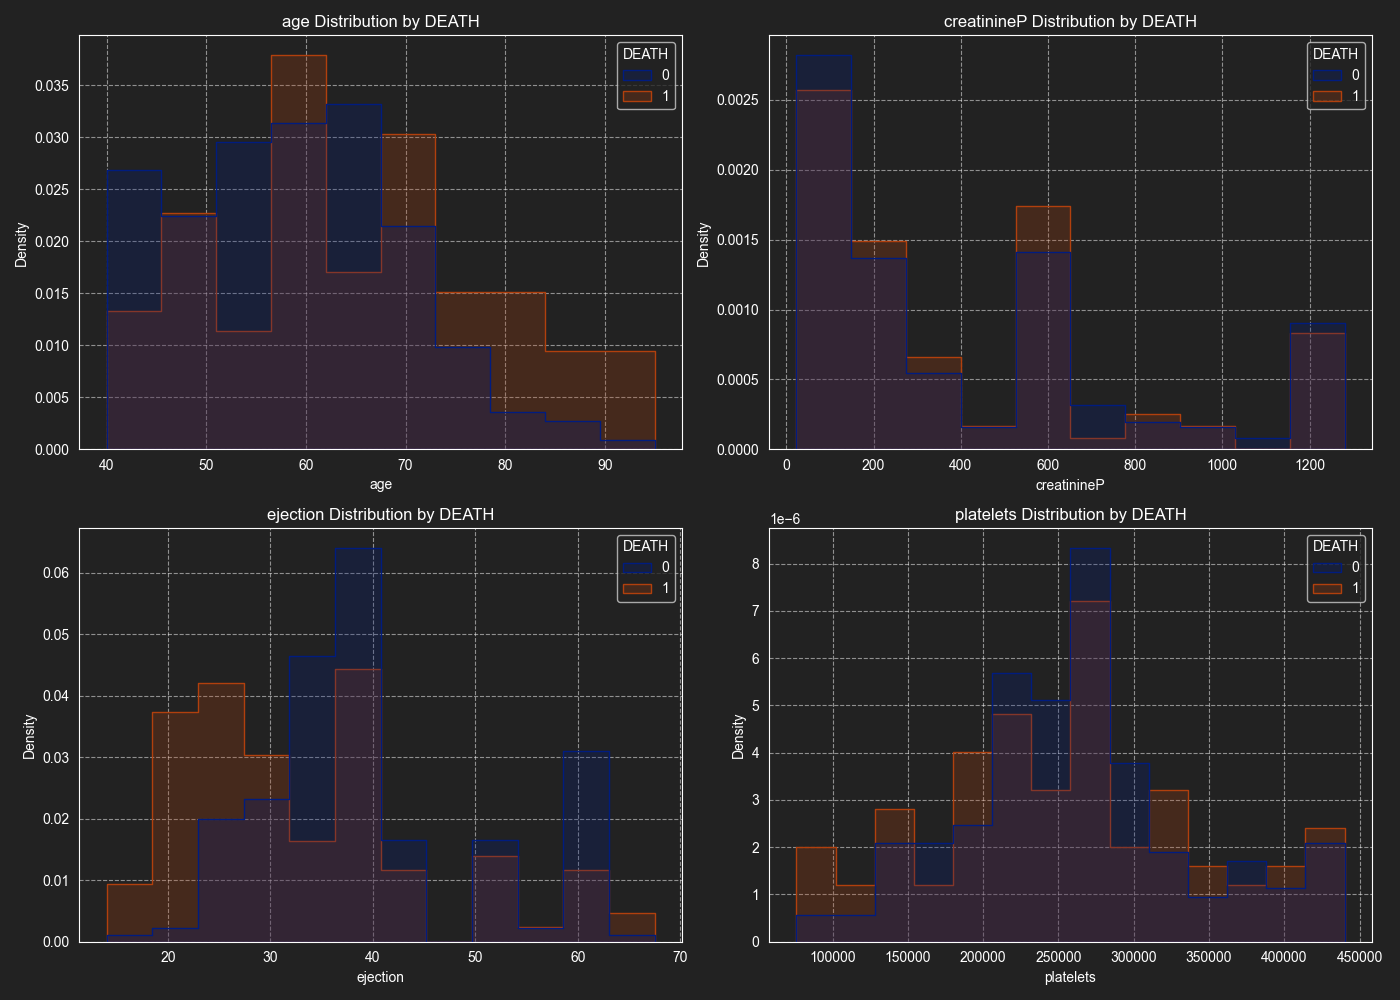 age Distribution by DEATH
DEATH
0
1
0.035
0.030
0.025
0.020
0.015
0.010
0.005
0.000
Density
40 50 60 70 80 90
age
creatinineP Distribution by DEATH
DEATH
0
1
0.0025
0.0020
0.0015
0.0010
0.0005
0.0000
Density
0 200 400 600 800 1000 1200
creatinineP
ejection Distribution by DEATH
DEATH
0
1
0.06
0.05
0.04
0.03
0.02
0.01
0.00
Density
20 30 40 50 60 70
ejection
platelets Distribution by DEATH
1e−6
DEATH
0
1
8
7
6
5
4
3
2
1
0
Density
100000 150000 200000 250000 300000 350000 400000 450000
platelets